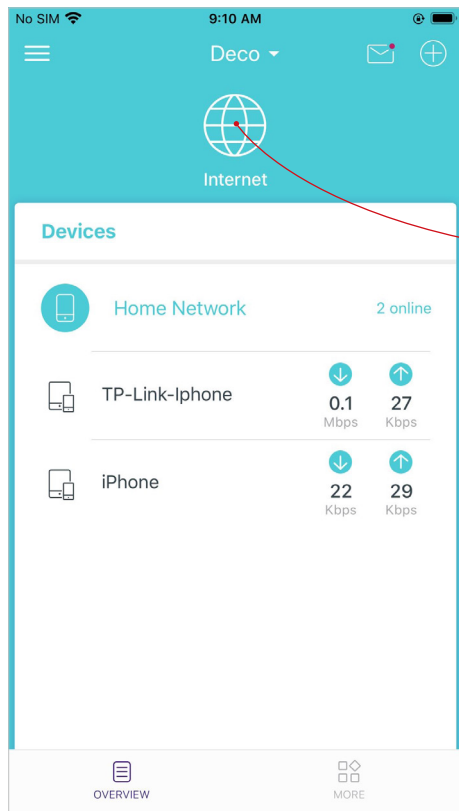 No SIM 9:10 AM
Deco
Internet
Devices
Home Network 2 online
TP-Link-Iphone 0.1 Mbps 27 Kbps
iPhone 22 Kbps 29 Kbps
OVERVIEW MORE